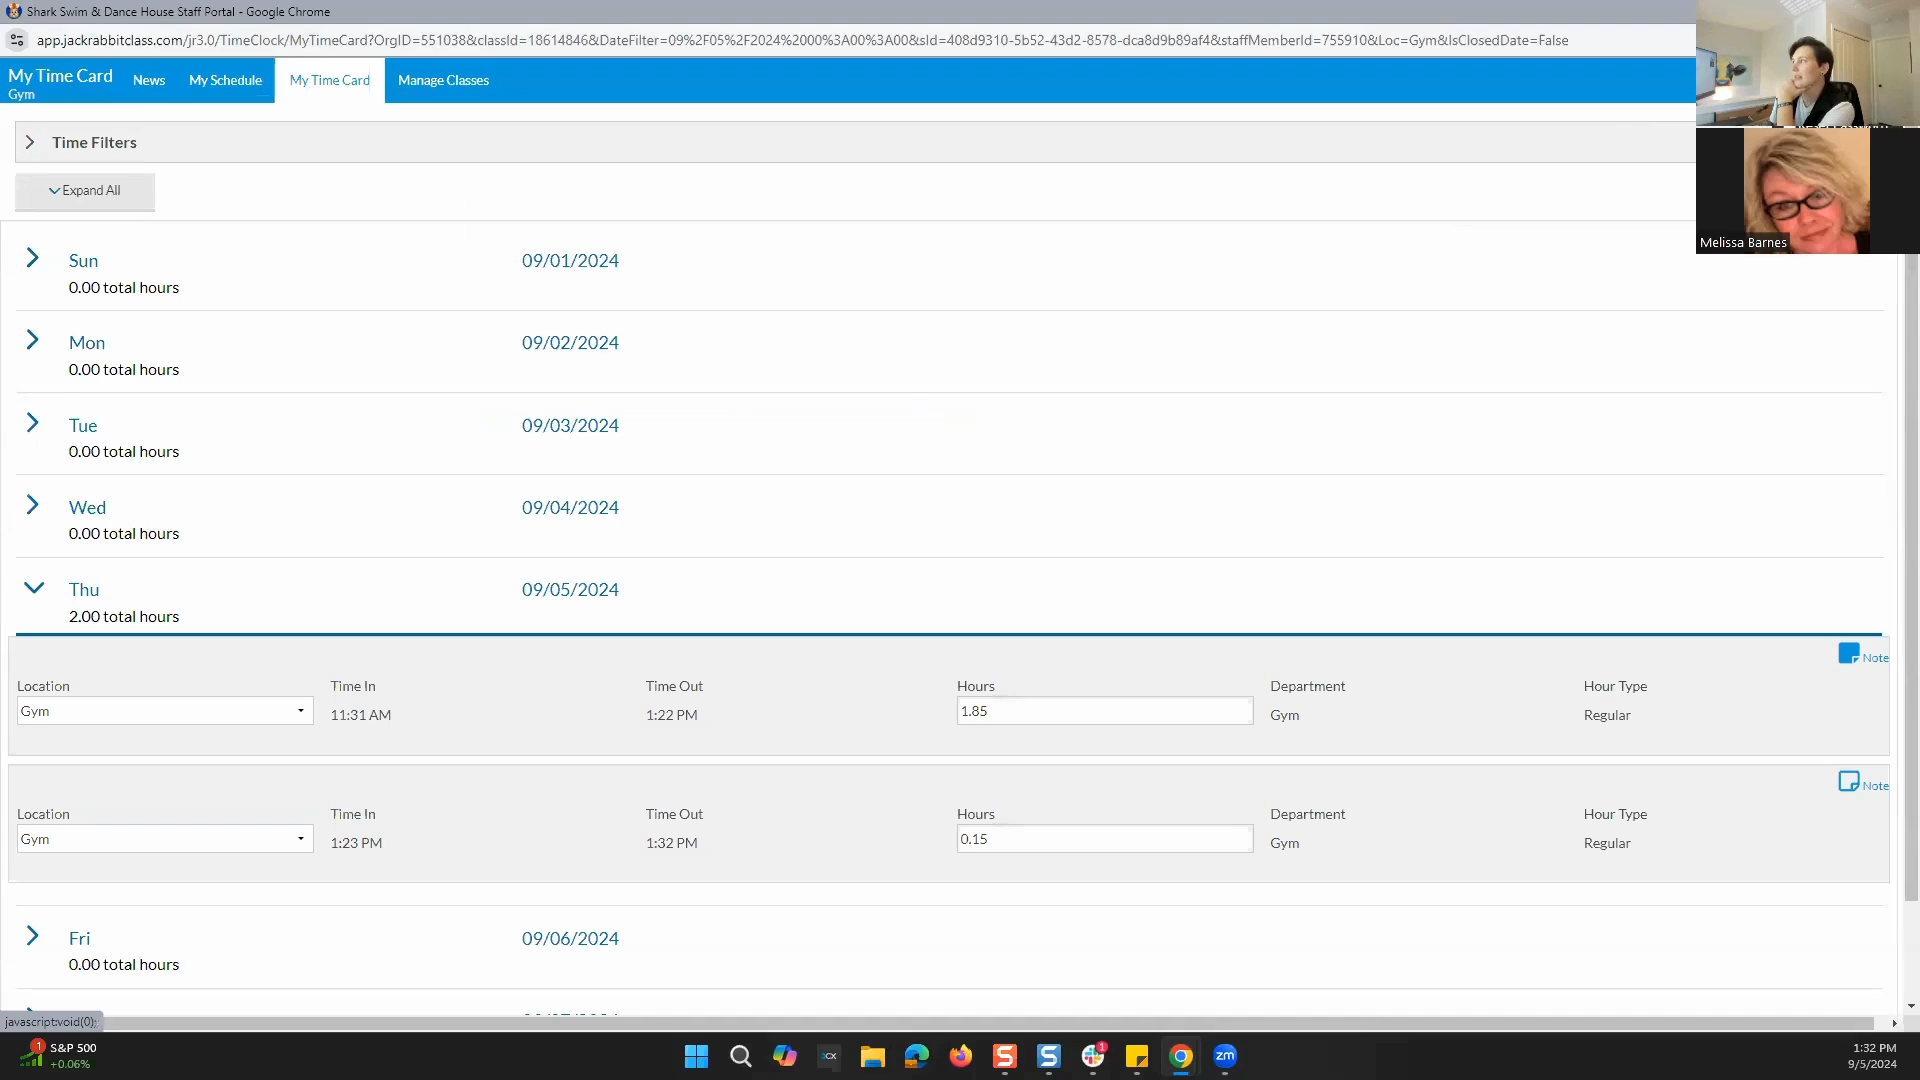 Shark Swim & Dance House Staff Portal - Google Chrome
app.jackrabbitclass.com/jr3.0/TimeClock/MyTimeCard?OrgID=551038&classId=18614846&DateFilter=09%2F05%2F2024%2000%3A00%3A00&sId=408d9310-5b52-43d2-8578-dca8d9b89af4&staffMemberId=755910&Loc=Gym&IsClosedDate=False
My Time Card
Gym
News My Schedule My Time Card Manage Classes
Time Filters
Expand All
Melissa Barnes
Sun 09/01/2024
0.00 total hours
Mon 09/02/2024
0.00 total hours
Tue 09/03/2024
0.00 total hours
Wed 09/04/2024
0.00 total hours
Thu 09/05/2024
2.00 total hours
Note
Location Time In Time Out Hours Department Hour Type
Gym 11:31 AM 1:22 PM 1.85 Gym Regular
Note
Location Time In Time Out Hours Department Hour Type
Gym 1:23 PM 1:32 PM 0.15 Gym Regular
Fri 09/06/2024
0.00 total hours
javascript:void(0);
1 S&P 500
+0.06%
3CX
S S 1 zm
1:32 PM
9/5/2024